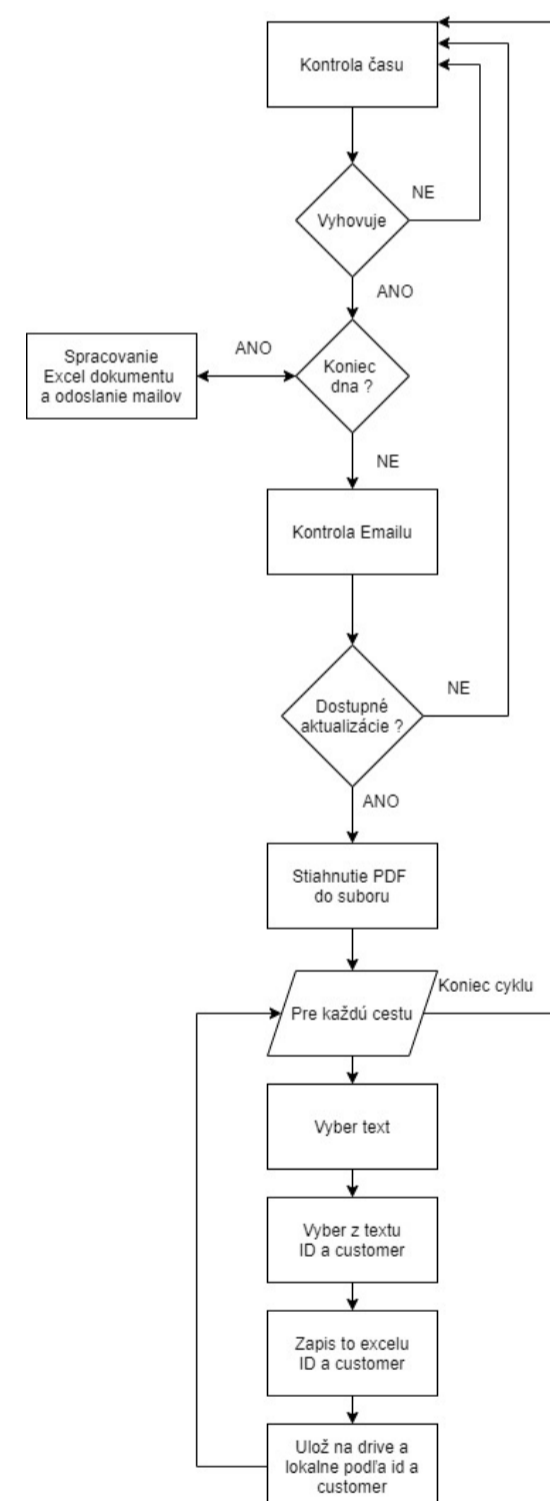 Kontrola času
Vyhovuje
NE
ANO
Spracovanie
Excel dokumentu
a odoslanie mailov
ANO
Koniec
dna ?
NE
Kontrola Emailu
Dostupné
aktualizácie ?
NE
ANO
Stiahnutie PDF
do suboru
Pre každú cestu
Koniec cyklu
Vyber text
Vyber z textu
ID a customer
Zapis to excelu
ID a customer
Ulož na drive a
lokalne podľa id a
customer